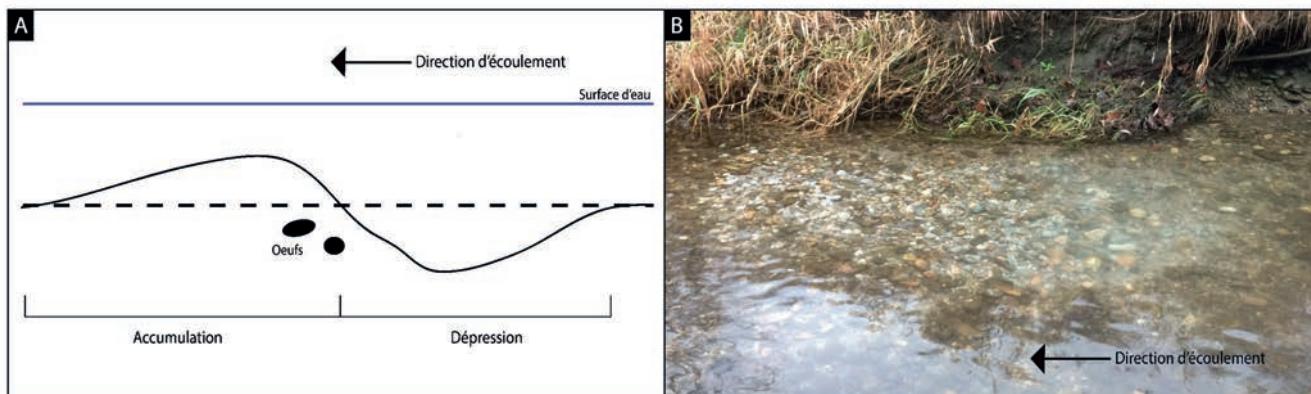 A
Direction d'écoulement
Surface d'eau
Oeufs
Accumulation
Dépression
B
Direction d'écoulement